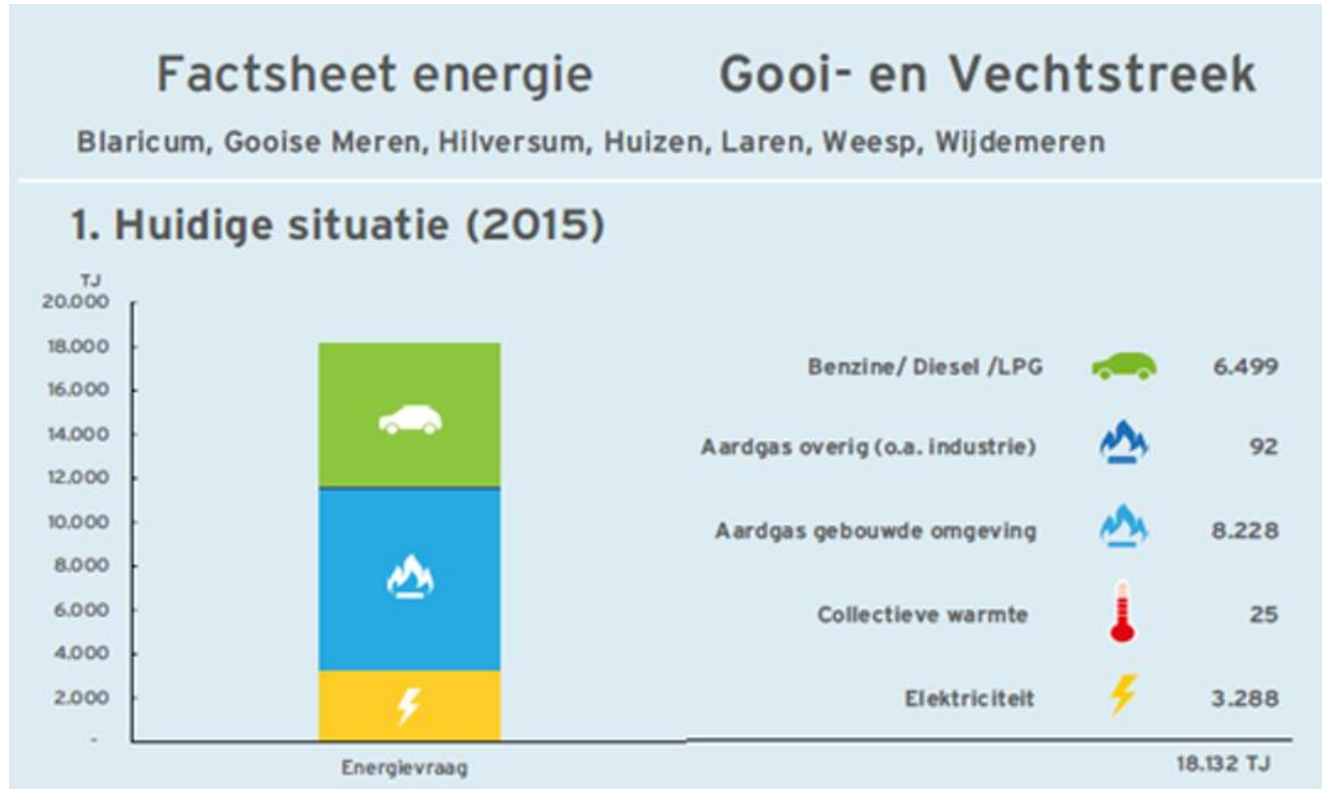 Factsheet energie Gooi- en Vechtstreek
Blaricum, Gooise Meren, Hilversum, Huizen, Laren, Weesp, Wijdemeren
1. Huidige situatie (2015)
TJ
20.000
18.000
16.000
14.000
12.000
10.000
8.000
6.000
4.000
2.000
-
Energievraag
Benzine/ Diesel /LPG 6.499
Aardgas overig (o.a. industrie) 92
Aardgas gebouwde omgeving 8.228
Collectieve warmte 25
Elektriciteit 3.288
18.132 TJ